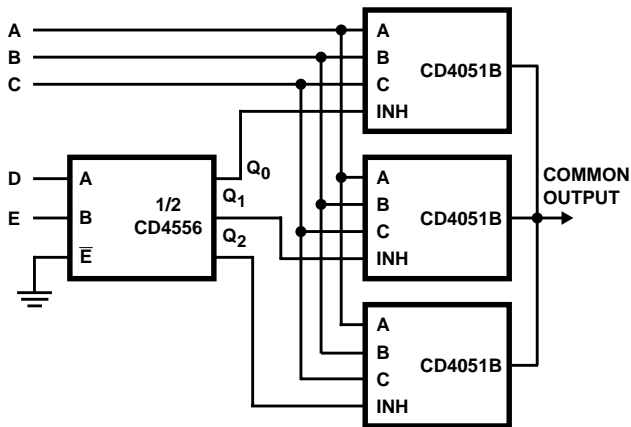 A
B
C
A
B
C
INH
CD4051B
D
E
A
B
E̅
1/2
CD4556
Q0
Q1
Q2
A
B
C
INH
CD4051B
COMMON
OUTPUT
A
B
C
INH
CD4051B